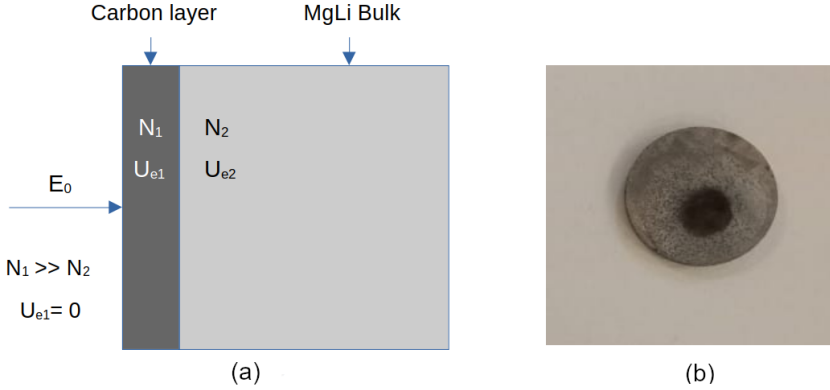 Carbon layer MgLi Bulk
N₁ N₂
Uₑ₁ Uₑ₂
E₀
N₁ >> N₂
Uₑ₁= 0
(a) (b)